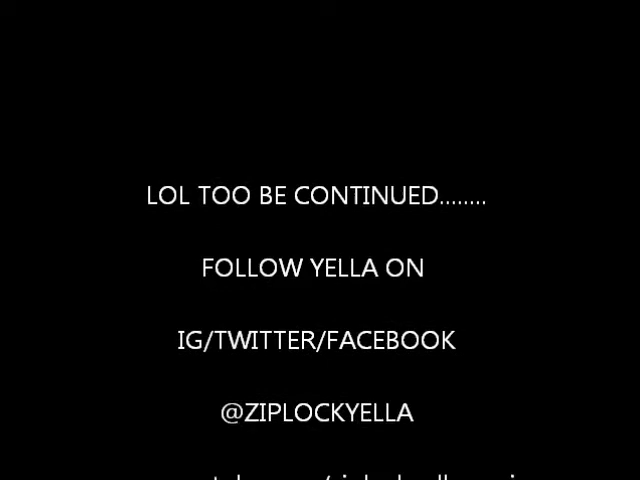 LOL TOO BE CONTINUED........
FOLLOW YELLA ON
IG/TWITTER/FACEBOOK
@ZIPLOCKYELLA